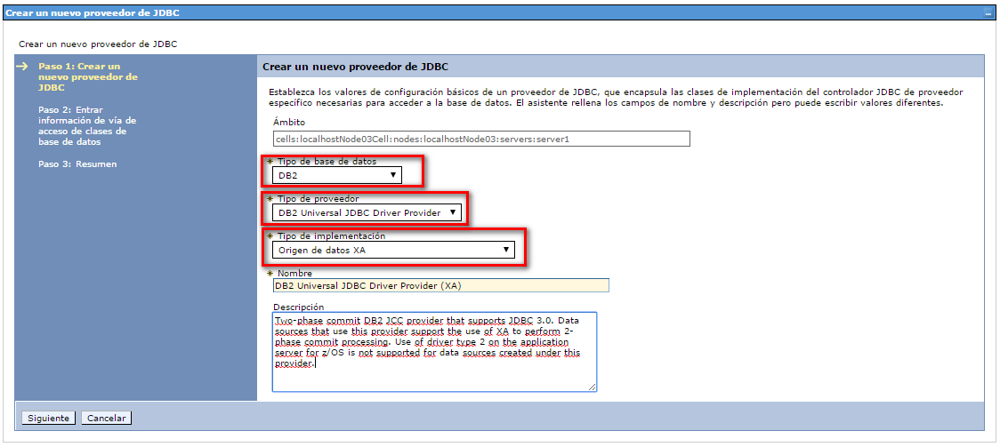 Crear un nuevo proveedor de JDBC
Crear un nuevo proveedor de JDBC
Paso 1: Crear un
nuevo proveedor de
JDBC
Paso 2: Entrar
información de vía de
acceso de clases de
base de datos
Paso 3: Resumen
Crear un nuevo proveedor de JDBC
Establezca los valores de configuración básicos de un proveedor de JDBC, que encapsula las clases de implementación del controlador JDBC de proveedor
específico necesarias para acceder a la base de datos. El asistente rellena los campos de nombre y descripción pero puede escribir valores diferentes.
Ámbito
cells:localhostNode03Cell:nodes:localhostNode03:servers:server1
* Tipo de base de datos
DB2
* Tipo de proveedor
DB2 Universal JDBC Driver Provider
* Tipo de implementación
Origen de datos XA
* Nombre
DB2 Universal JDBC Driver Provider (XA)
Descripción
Two-phase commit DB2 JCC provider that supports JDBC 3.0. Data
sources that use this provider support the use of XA to perform 2-
phase commit processing. Use of driver type 2 on the application
server for z/OS is not supported for data sources created under this
provider.
Siguiente Cancelar